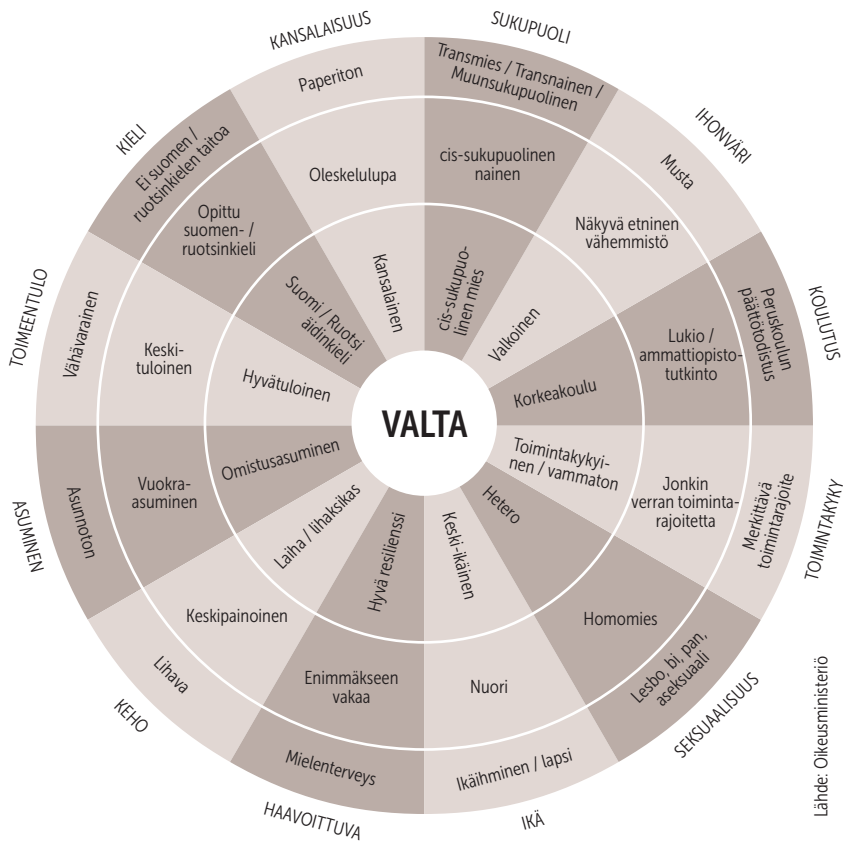 SUKUPUOLI
Transmies / Transnainen /
Muunsukupuolinen
cis-sukupuolinen
nainen
cis-sukupuo-
linen mies
IHONVÄRI
Musta
Näkyvä etninen
vähemmistö
Valkoinen
KOULUTUS
Peruskoulun
päättötodistus
Lukio /
ammattiopisto-
tutkinto
Korkeakoulu
TOIMINTAKYKY
Merkittävä
toimintarajoite
Jonkin
verran toiminta-
rajoitetta
Toimintakykyi-
nen / vammaton
SEKSUAALISUUS
Lesbo, bi, pan,
aseksuaali
Homomies
Hetero
IKÄ
Ikäihminen / lapsi
Nuori
Keski-ikäinen
HAAVOITTUVA
Mielenterveys
Enimmäkseen
vakaa
Hyvä resilienssi
KEHO
Lihava
Keskipainoinen
Laiha / lihaksikas
ASUMINEN
Asunnoton
Vuokra-
asuminen
Omistusasuminen
TOIMEENTULO
Vähävarainen
Keski-
tuloinen
Hyvätuloinen
KIELI
Ei suomen /
ruotsinkielen taitoa
Opittu
suomen- /
ruotsinkieli
Suomi / Ruotsi
äidinkieli
KANSALAISUUS
Paperiton
Oleskelulupa
Kansalainen
VALTA
Lähde: Oikeusministeriö